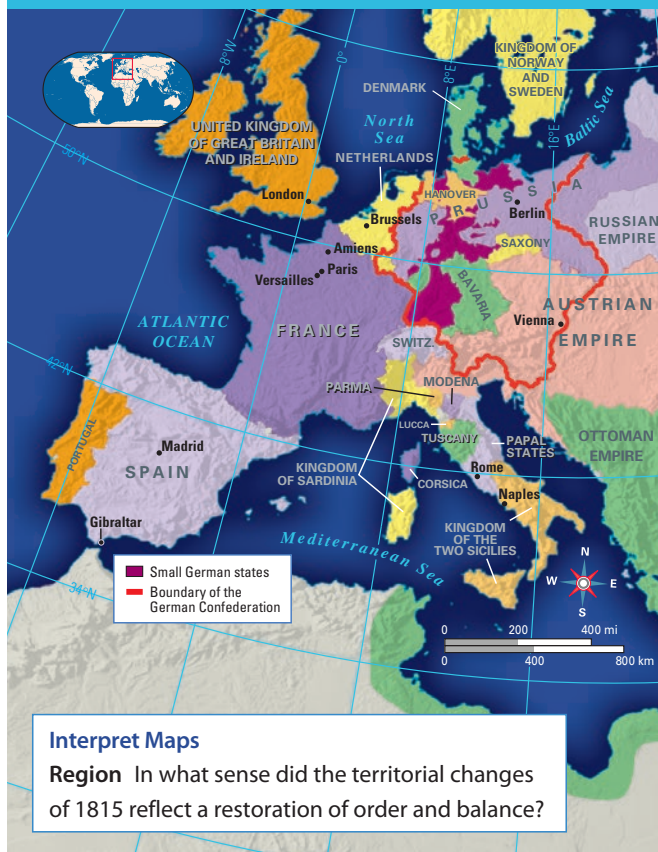 8°W
0°
8°E
16°E
50°N
42°N
34°N
KINGDOM OF
NORWAY
AND
SWEDEN
DENMARK
North
Sea
Baltic Sea
UNITED KINGDOM
OF GREAT BRITAIN
AND IRELAND
NETHERLANDS
HANOVER
PRUSSIA
London
Brussels
Berlin
RUSSIAN
EMPIRE
Amiens
SAXONY
Versailles
Paris
BAVARIA
ATLANTIC
OCEAN
FRANCE
Vienna
AUSTRIAN
EMPIRE
SWITZ.
PARMA
MODENA
LUCCA
TUSCANY
PAPAL
STATES
OTTOMAN
EMPIRE
PORTUGAL
Madrid
SPAIN
KINGDOM
OF SARDINIA
CORSICA
Rome
Naples
Gibraltar
Mediterranean Sea
KINGDOM
OF THE
TWO SICILIES
Small German states
Boundary of the
German Confederation
N
W E
S
0 200 400 mi
0 400 800 km
Interpret Maps
Region In what sense did the territorial changes
of 1815 reflect a restoration of order and balance?